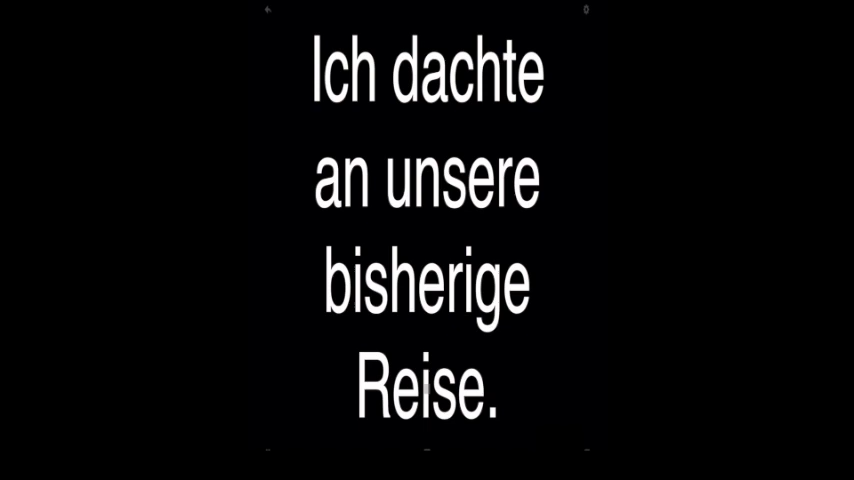 Ich dachte
an unsere
bisherige
Reise.